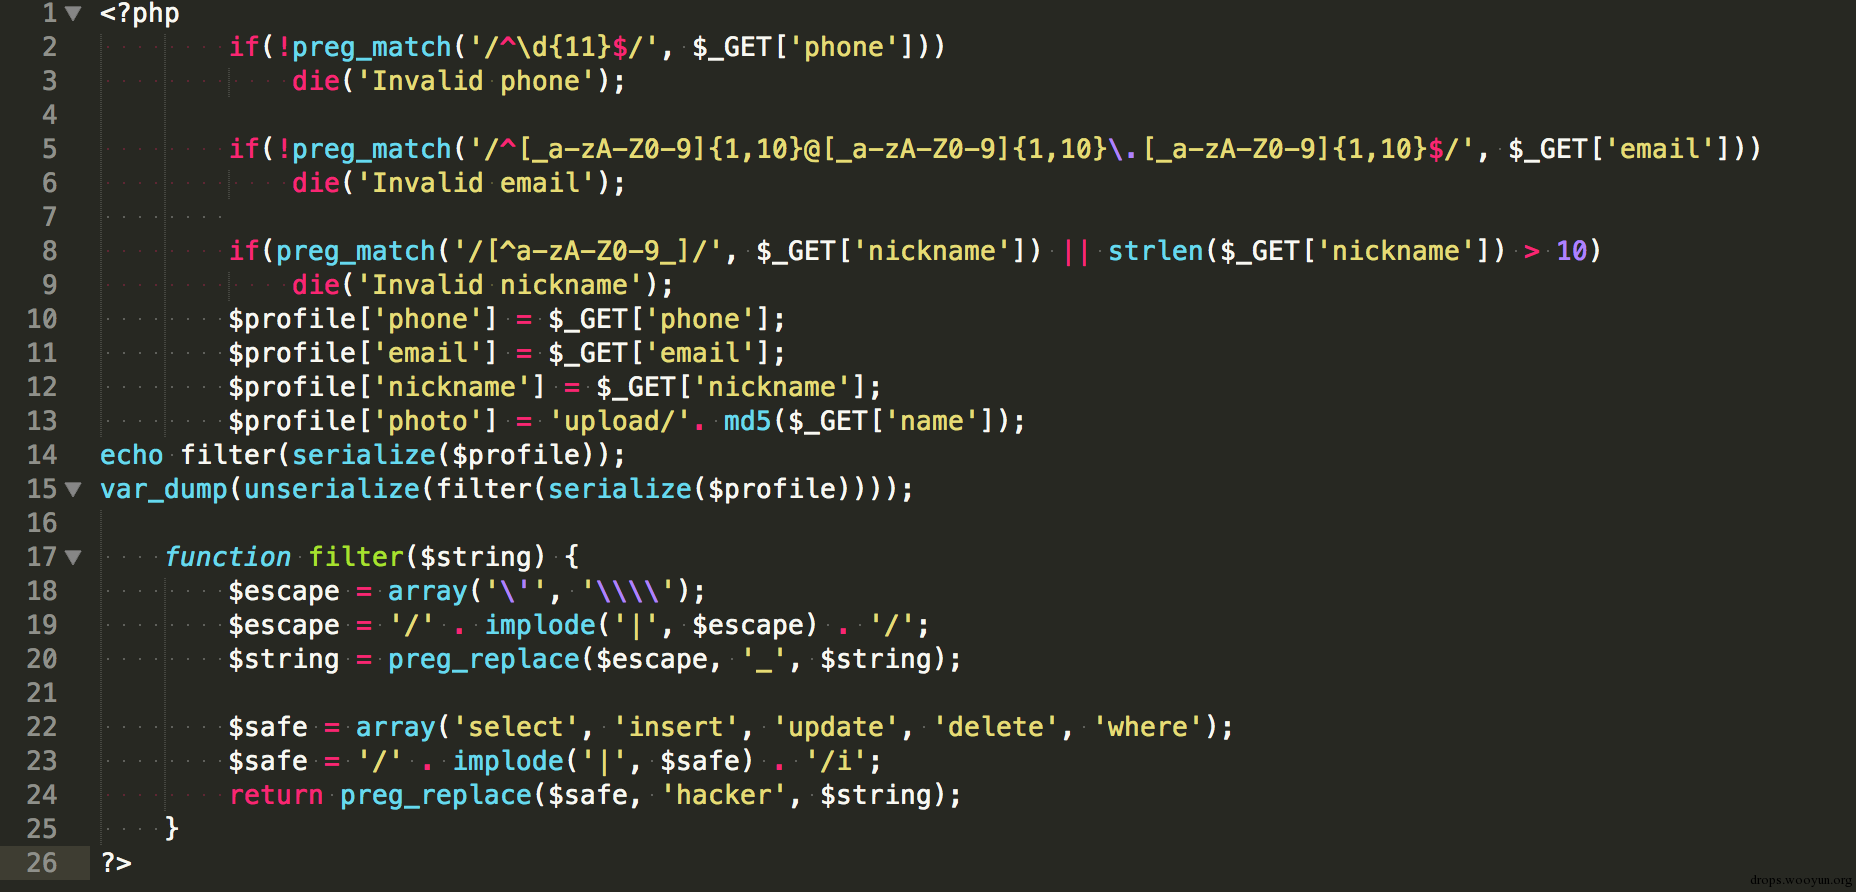 1 <?php
2 if(!preg_match('/^\d{11}$/', $_GET['phone']))
3 die('Invalid phone');
4
5 if(!preg_match('/^[_a-zA-Z0-9]{1,10}@[_a-zA-Z0-9]{1,10}\.[_a-zA-Z0-9]{1,10}$/', $_GET['email']))
6 die('Invalid email');
7
8 if(preg_match('/[^a-zA-Z0-9_]/', $_GET['nickname']) || strlen($_GET['nickname']) > 10)
9 die('Invalid nickname');
10 $profile['phone'] = $_GET['phone'];
11 $profile['email'] = $_GET['email'];
12 $profile['nickname'] = $_GET['nickname'];
13 $profile['photo'] = 'upload/'. md5($_GET['name']);
14 echo filter(serialize($profile));
15 var_dump(unserialize(filter(serialize($profile))));
16
17 function filter($string) {
18 $escape = array('\'', '\\\\');
19 $escape = '/' . implode('|', $escape) . '/';
20 $string = preg_replace($escape, '_', $string);
21
22 $safe = array('select', 'insert', 'update', 'delete', 'where');
23 $safe = '/' . implode('|', $safe) . '/i';
24 return preg_replace($safe, 'hacker', $string);
25 }
26 ?>
drops.wooyun.org